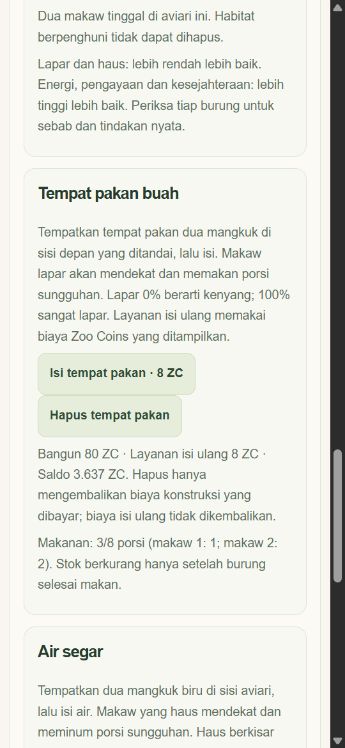 Dua makaw tinggal di aviari ini. Habitat
berpenghuni tidak dapat dihapus.
Lapar dan haus: lebih rendah lebih baik.
Energi, pengayaan dan kesejahteraan: lebih
tinggi lebih baik. Periksa tiap burung untuk
sebab dan tindakan nyata.
Tempat pakan buah
Tempatkan tempat pakan dua mangkuk di
sisi depan yang ditandai, lalu isi. Makaw
lapar akan mendekat dan memakan porsi
sungguhan. Lapar 0% berarti kenyang; 100%
sangat lapar. Layanan isi ulang memakai
biaya Zoo Coins yang ditampilkan.
Isi tempat pakan · 8 ZC
Hapus tempat pakan
Bangun 80 ZC · Layanan isi ulang 8 ZC ·
Saldo 3.637 ZC. Hapus hanya
mengembalikan biaya konstruksi yang
dibayar; biaya isi ulang tidak dikembalikan.
Makanan: 3/8 porsi (makaw 1: 1; makaw 2:
2). Stok berkurang hanya setelah burung
selesai makan.
Air segar
Tempatkan dua mangkuk biru di sisi aviari,
lalu isi air. Makaw yang haus mendekat dan
meminum porsi sungguhan. Haus berkisar